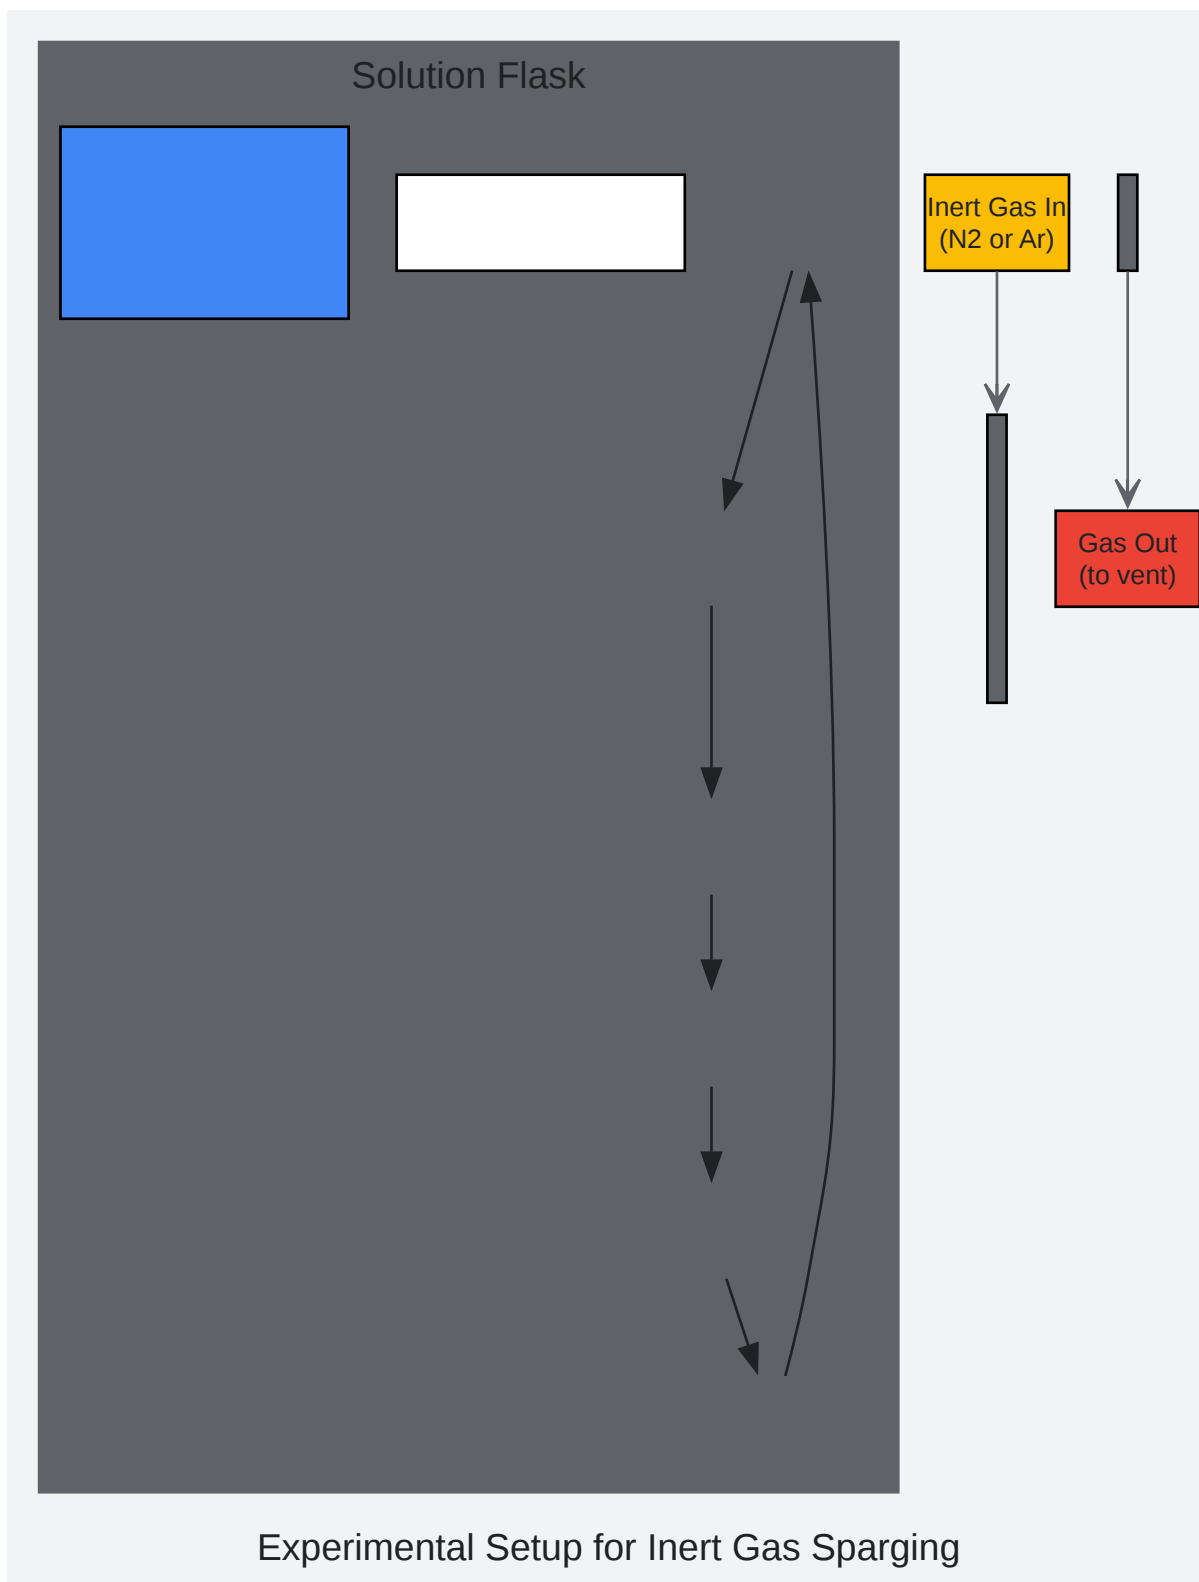 Solution Flask
Inert Gas In
(N2 or Ar)
Gas Out
(to vent)
Experimental Setup for Inert Gas Sparging